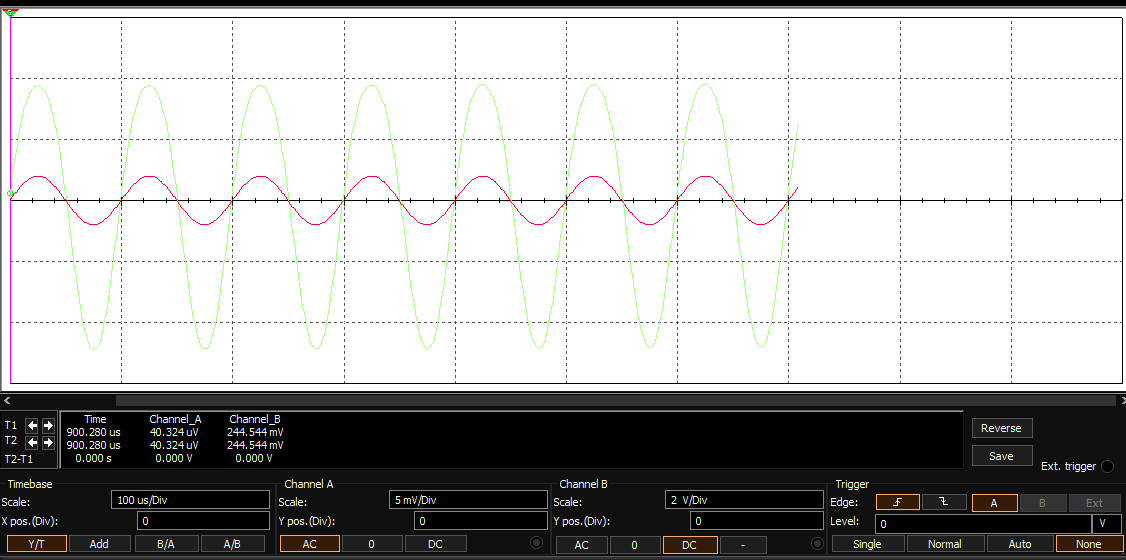 Time Channel_A Channel_B
T1 900.280 us 40.324 uV 244.544 mV
T2 900.280 us 40.324 uV 244.544 mV
T2-T1 0.000 s 0.000 V 0.000 V
Reverse
Save
Ext. trigger
Timebase
Scale: 100 us/Div
X pos.(Div): 0
Y/T Add B/A A/B
Channel A
Scale: 5 mV/Div
Y pos.(Div): 0
AC 0 DC
Channel B
Scale: 2 V/Div
Y pos.(Div): 0
AC 0 DC -
Trigger
Edge: A B Ext
Level: 0 V
Single Normal Auto None